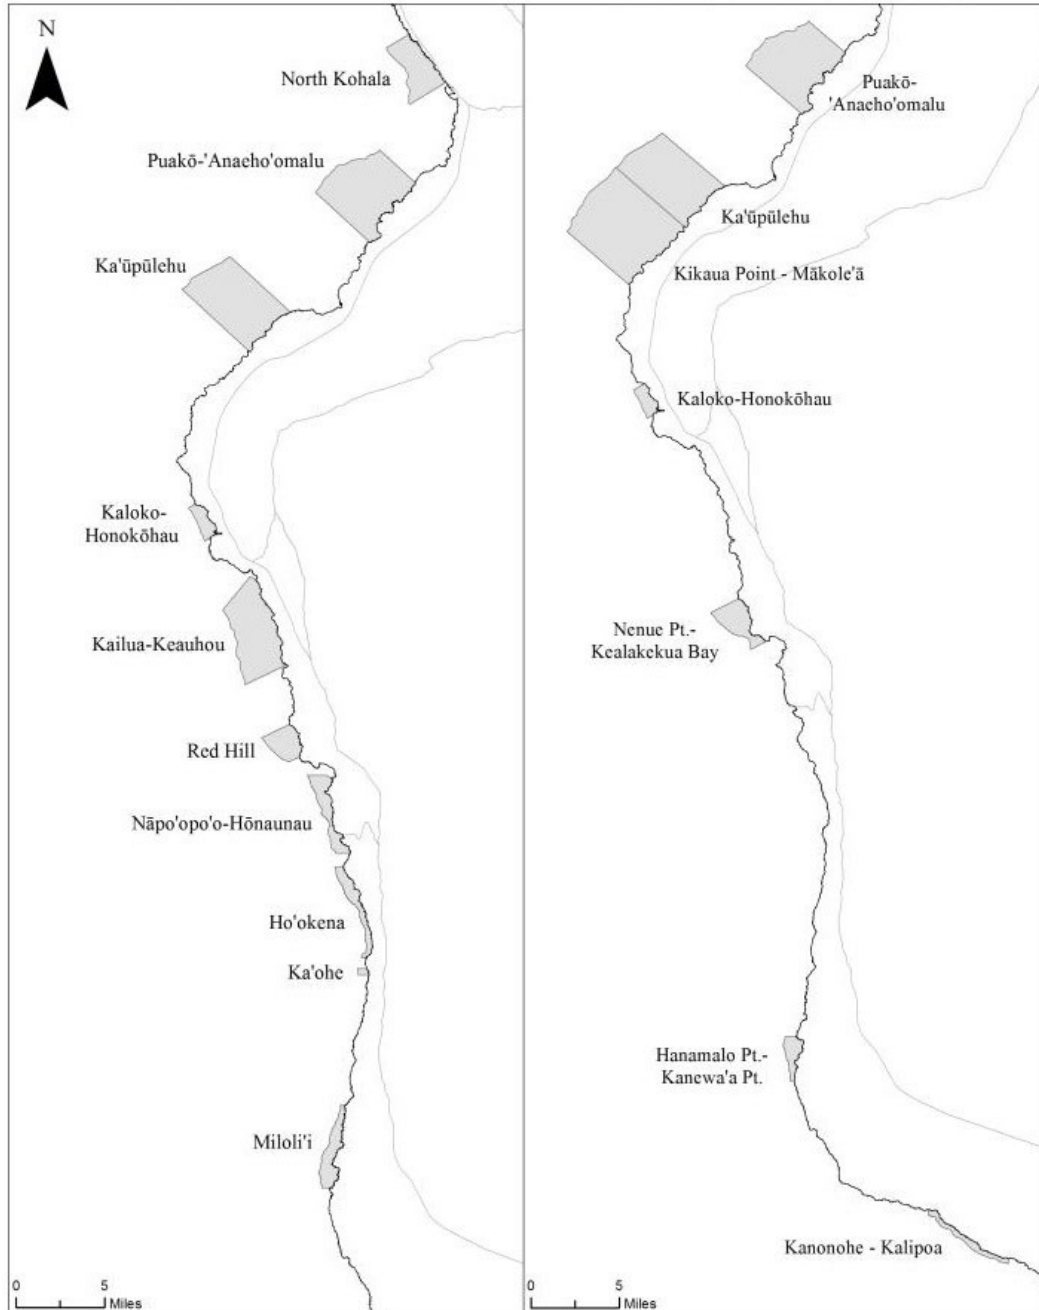 N
North Kohala
Puakō-'Anaeho'omalu
Ka'ūpūlehu
Kaloko-
Honokōhau
Kailua-Keauhou
Red Hill
Nāpo'opo'o-Hōnaunau
Ho'okena
Ka'ohe
Miloli'i
0 5
Miles
Puakō-
'Anaeho'omalu
Ka'ūpūlehu
Kikaua Point - Mākole'ā
Kaloko-Honokōhau
Nenue Pt.-
Kealakekua Bay
Hanamalo Pt.-
Kanewa'a Pt.
Kanonohe - Kalipoa
0 5
Miles